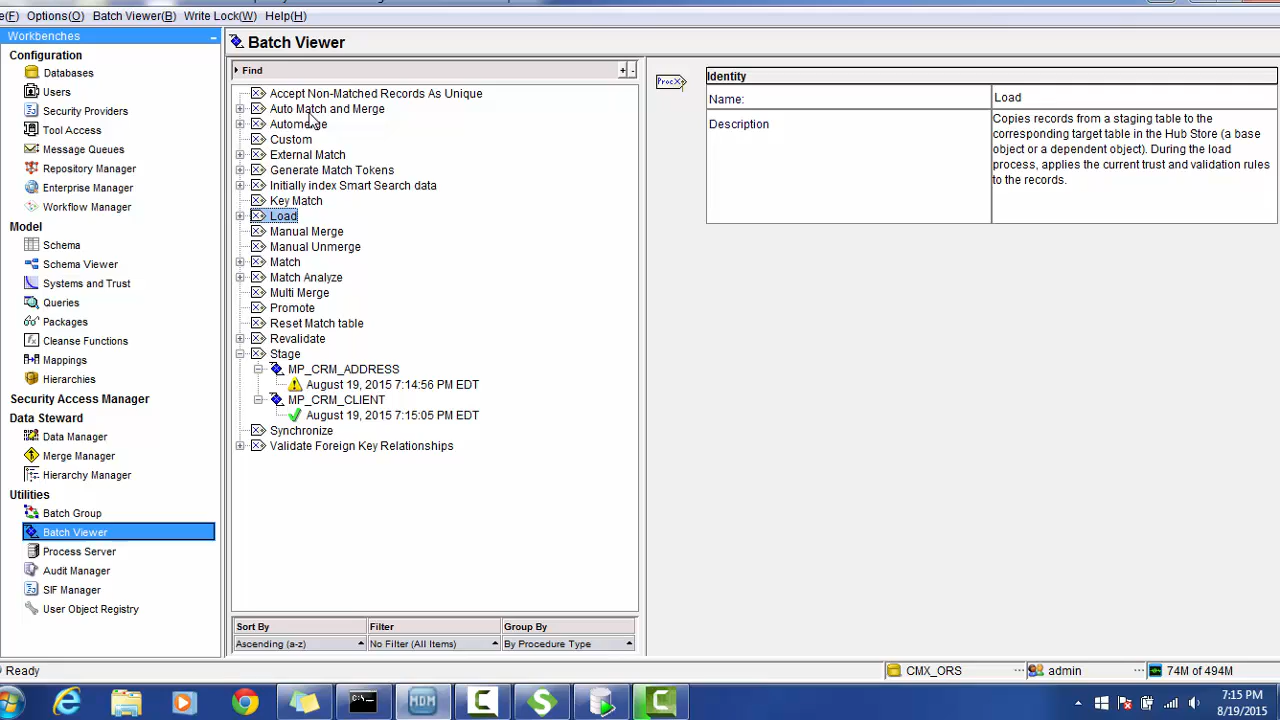 e(F) Options(O) Batch Viewer(B) Write Lock(W) Help(H)
Workbenches
Configuration
Databases
Users
Security Providers
Tool Access
Message Queues
Repository Manager
Enterprise Manager
Workflow Manager
Model
Schema
Schema Viewer
Systems and Trust
Queries
Packages
Cleanse Functions
Mappings
Hierarchies
Security Access Manager
Data Steward
Data Manager
Merge Manager
Hierarchy Manager
Utilities
Batch Group
Batch Viewer
Process Server
Audit Manager
SIF Manager
User Object Registry
Batch Viewer
Find
Accept Non-Matched Records As Unique
Auto Match and Merge
Automerge
Custom
External Match
Generate Match Tokens
Initially index Smart Search data
Key Match
Load
Manual Merge
Manual Unmerge
Match
Match Analyze
Multi Merge
Promote
Reset Match table
Revalidate
Stage
MP_CRM_ADDRESS
August 19, 2015 7:14:56 PM EDT
MP_CRM_CLIENT
August 19, 2015 7:15:05 PM EDT
Synchronize
Validate Foreign Key Relationships
Sort By Filter Group By
Ascending (a-z) No Filter (All Items) By Procedure Type
Proc
Identity
Name: Load
Description Copies records from a staging table to the
corresponding target table in the Hub Store (a base
object or a dependent object). During the load
process, applies the current trust and validation rules
to the records.
Ready CMX_ORS admin 74M of 494M
MDM
7:15 PM
8/19/2015